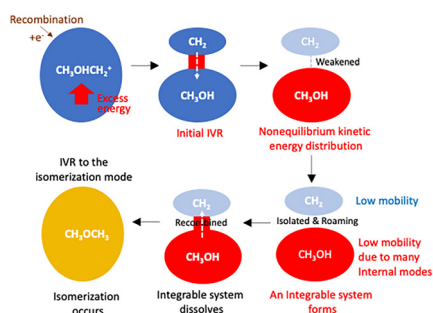 Recombination
+e⁻
CH₃OHCH₂⁺
Excess
energy
CH₂
CH₃OH
Initial IVR
CH₂
Weakened
CH₃OH
Nonequilibrium kinetic
energy distribution
IVR to the
isomerization mode
CH₃OCH₃
Isomerization
occurs
CH₂
Recombined
CH₃OH
Integrable system
dissolves
CH₂
Low mobility
Isolated & Roaming
CH₃OH
Low mobility
due to many
Internal modes
An Integrable system
forms